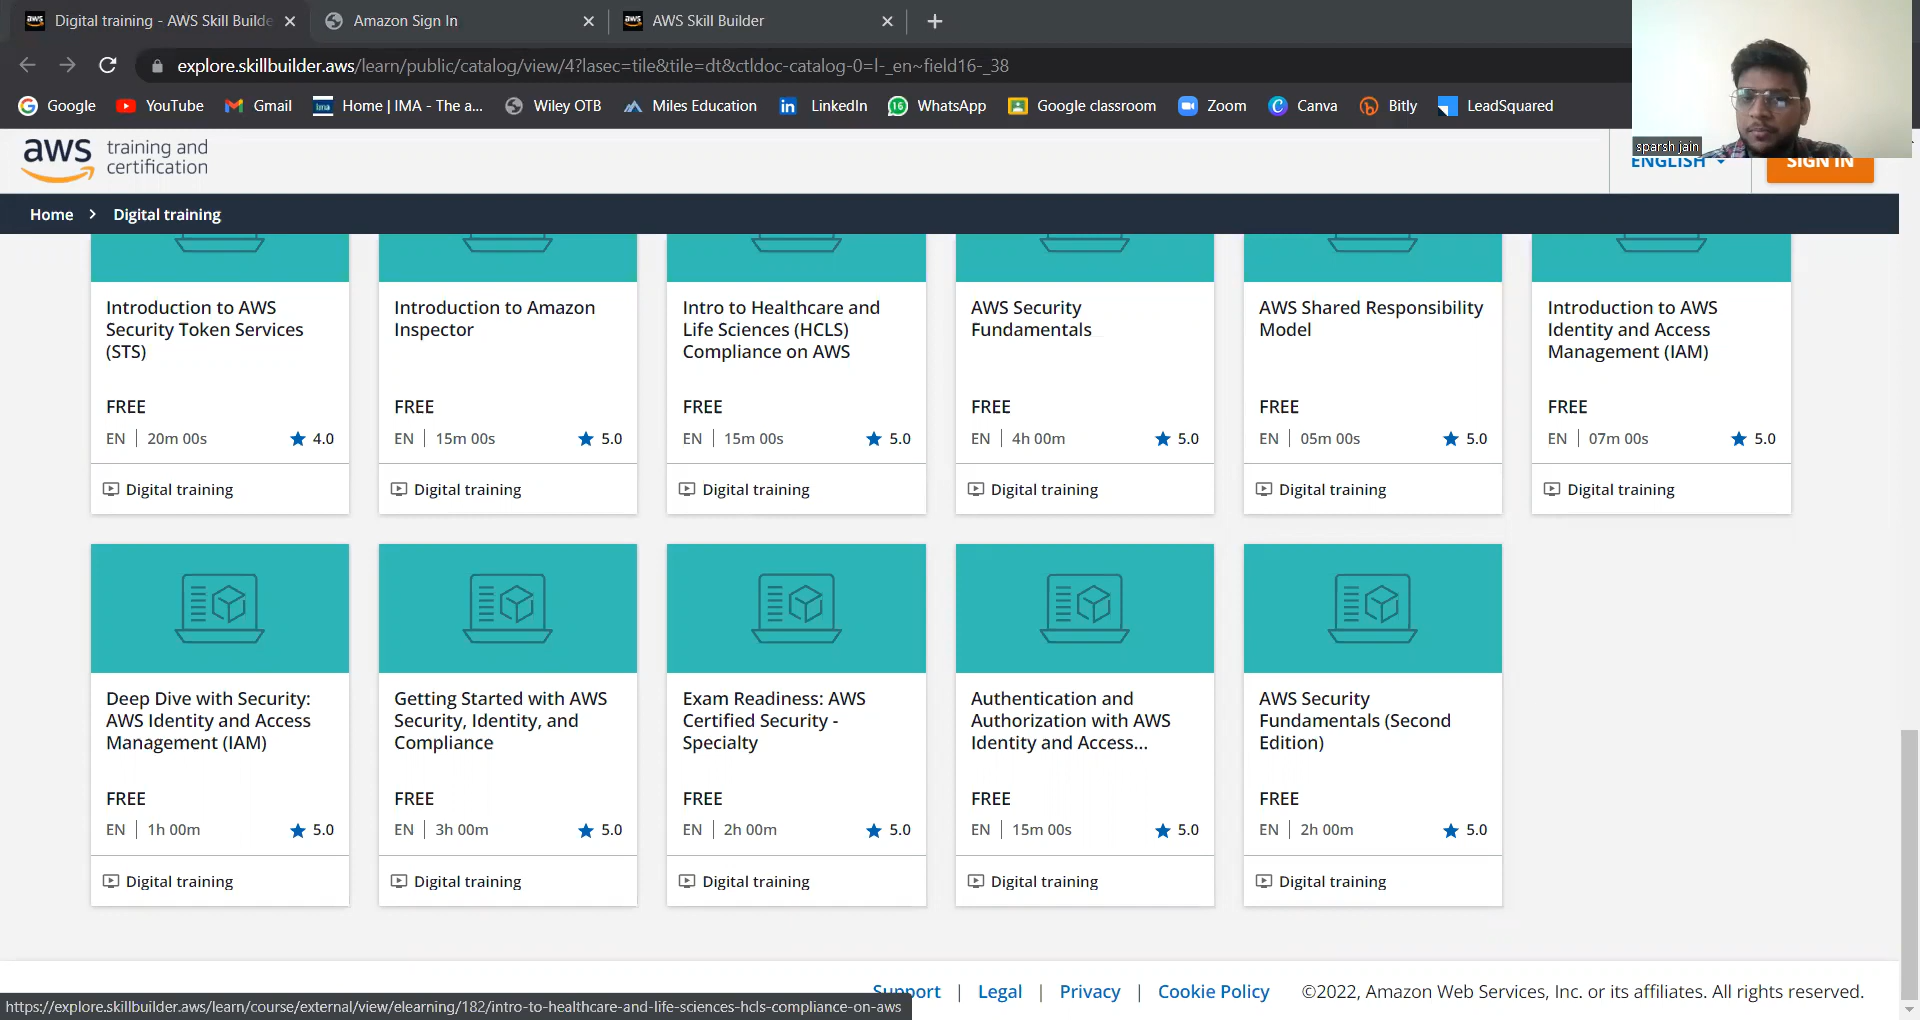 Digital training - AWS Skill Builde
Amazon Sign In
aws
AWS Skill Builder
explore.skillbuilder.aws/learn/public/catalog/view/4?lasec=tile&tile=dt&ctldoc-catalog-0=l-_en~field16-_38
Google YouTube Gmail Home | IMA - The a... Wiley OTB Miles Education LinkedIn WhatsApp Google classroom Zoom Canva Bitly LeadSquared
sparsh jain
aws training and
certification
ENGLISH SIGN IN
Home > Digital training
Introduction to AWS
Security Token Services
(STS)
FREE
EN | 20m 00s 4.0
Digital training
Introduction to Amazon
Inspector
FREE
EN | 15m 00s 5.0
Digital training
Intro to Healthcare and
Life Sciences (HCLS)
Compliance on AWS
FREE
EN | 15m 00s 5.0
Digital training
AWS Security
Fundamentals
FREE
EN | 4h 00m 5.0
Digital training
AWS Shared Responsibility
Model
FREE
EN | 05m 00s 5.0
Digital training
Introduction to AWS
Identity and Access
Management (IAM)
FREE
EN | 07m 00s 5.0
Digital training
Deep Dive with Security:
AWS Identity and Access
Management (IAM)
FREE
EN | 1h 00m 5.0
Digital training
Getting Started with AWS
Security, Identity, and
Compliance
FREE
EN | 3h 00m 5.0
Digital training
Exam Readiness: AWS
Certified Security -
Specialty
FREE
EN | 2h 00m 5.0
Digital training
Authentication and
Authorization with AWS
Identity and Access...
FREE
EN | 15m 00s 5.0
Digital training
AWS Security
Fundamentals (Second
Edition)
FREE
EN | 2h 00m 5.0
Digital training
Support | Legal | Privacy | Cookie Policy ©2022, Amazon Web Services, Inc. or its affiliates. All rights reserved.
https://explore.skillbuilder.aws/learn/course/external/view/elearning/182/intro-to-healthcare-and-life-sciences-hcls-compliance-on-aws